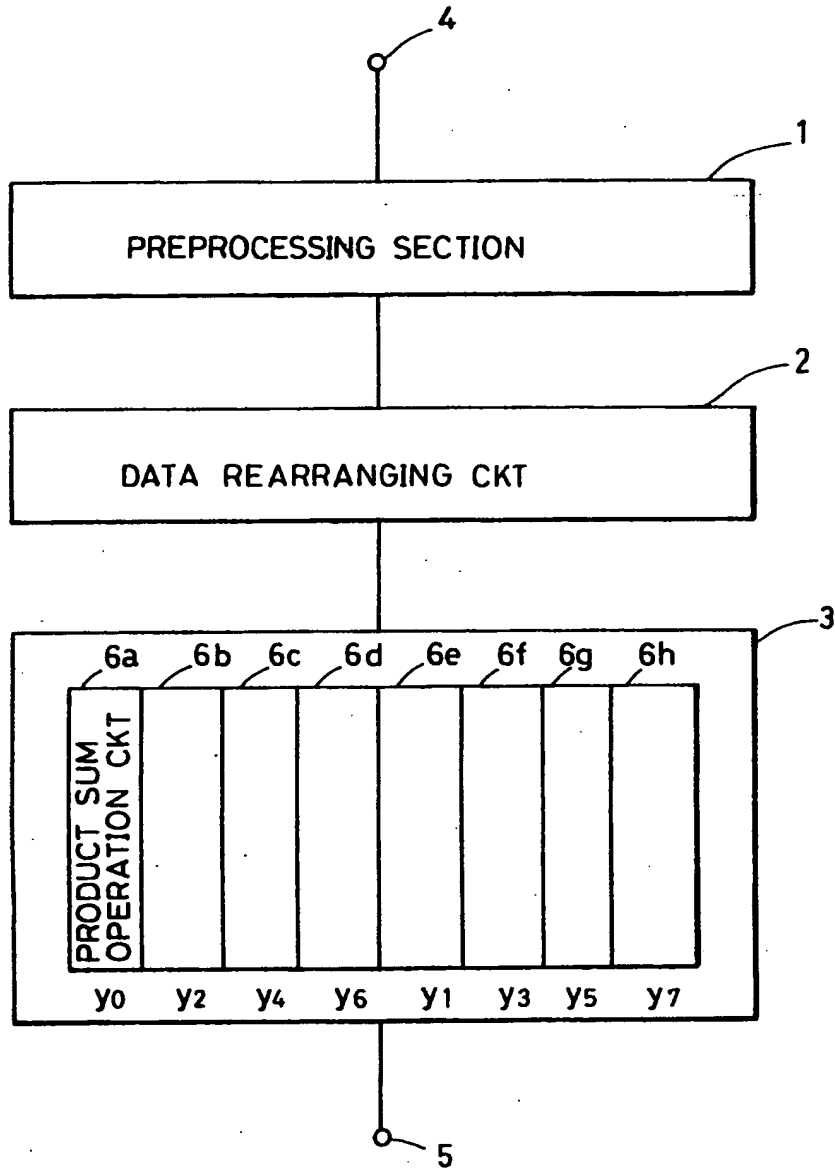 4
1
PREPROCESSING SECTION
2
DATA REARRANGING CKT
3
6a 6b 6c 6d 6e 6f 6g 6h
PRODUCT SUM
OPERATION CKT
y0 y2 y4 y6 y1 y3 y5 y7
5